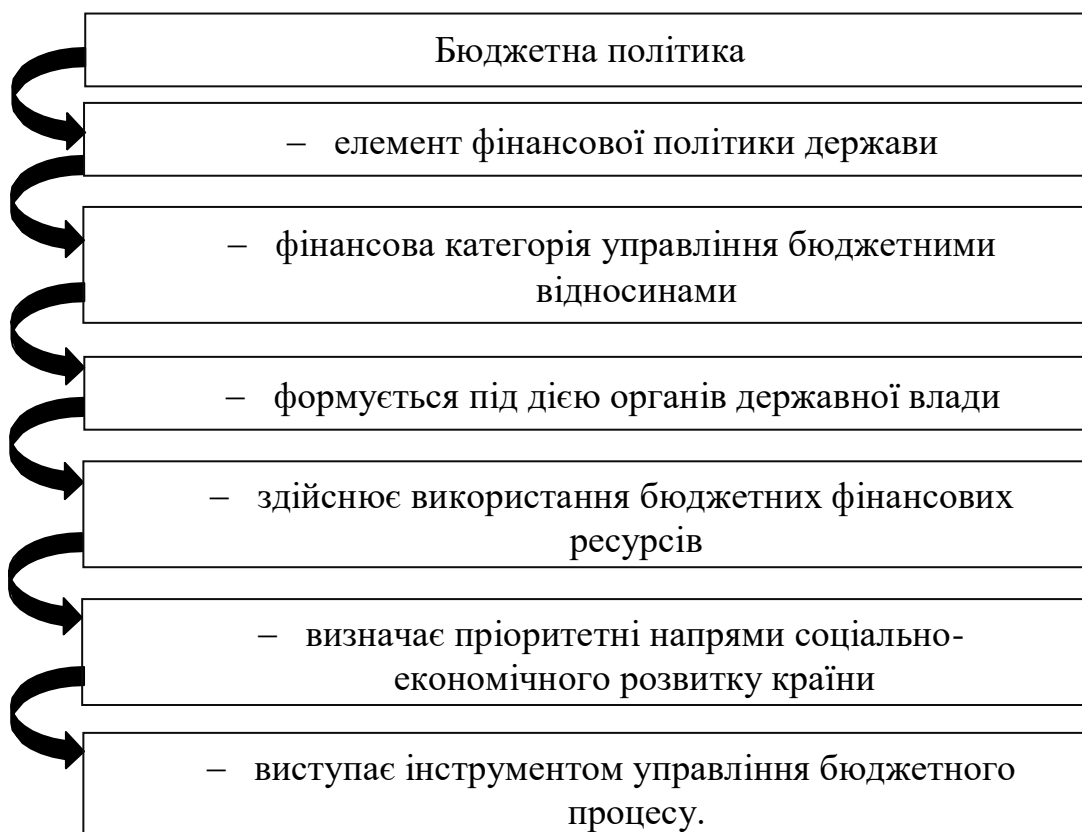 Бюджетна політика
– елемент фінансової політики держави
– фінансова категорія управління бюджетними
відносинами
– формується під дією органів державної влади
– здійснює використання бюджетних фінансових
ресурсів
– визначає пріоритетні напрями соціально-
економічного розвитку країни
– виступає інструментом управління бюджетного
процесу.